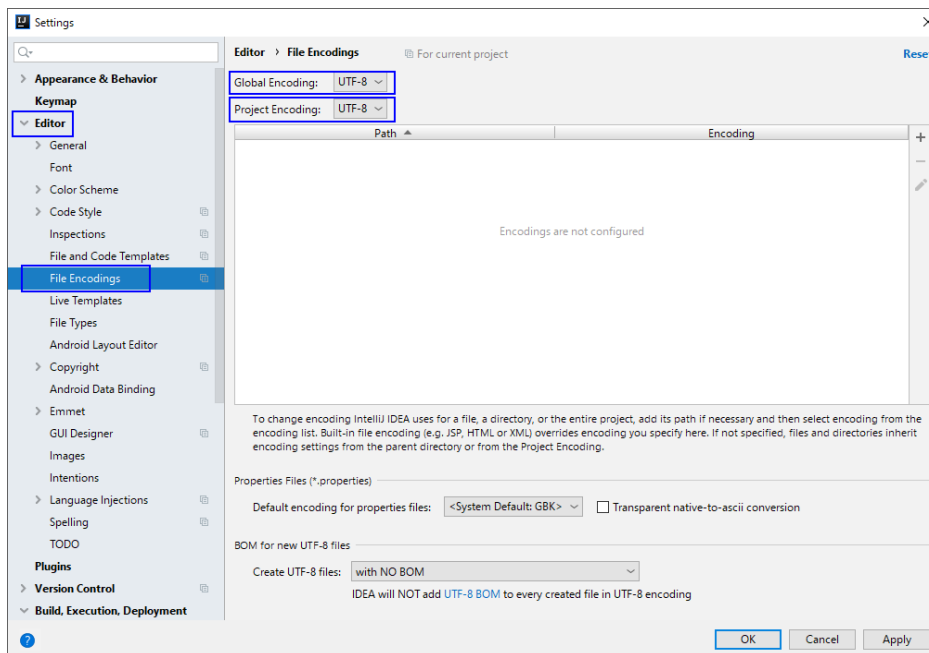 Settings
Editor › File Encodings
For current project
Reset
Appearance & Behavior
Keymap
Editor
General
Font
Color Scheme
Code Style
Inspections
File and Code Templates
File Encodings
Live Templates
File Types
Android Layout Editor
Copyright
Android Data Binding
Emmet
GUI Designer
Images
Intentions
Language Injections
Spelling
TODO
Plugins
Version Control
Build, Execution, Deployment
Global Encoding: UTF-8
Project Encoding: UTF-8
Path Encoding
Encodings are not configured
To change encoding IntelliJ IDEA uses for a file, a directory, or the entire project, add its path if necessary and then select encoding from the
encoding list. Built-in file encoding (e.g. JSP, HTML or XML) overrides encoding you specify here. If not specified, files and directories inherit
encoding settings from the parent directory or from the Project Encoding.
Properties Files (*.properties)
Default encoding for properties files: <System Default: GBK> Transparent native-to-ascii conversion
BOM for new UTF-8 files
Create UTF-8 files: with NO BOM
IDEA will NOT add UTF-8 BOM to every created file in UTF-8 encoding
?
OK Cancel Apply